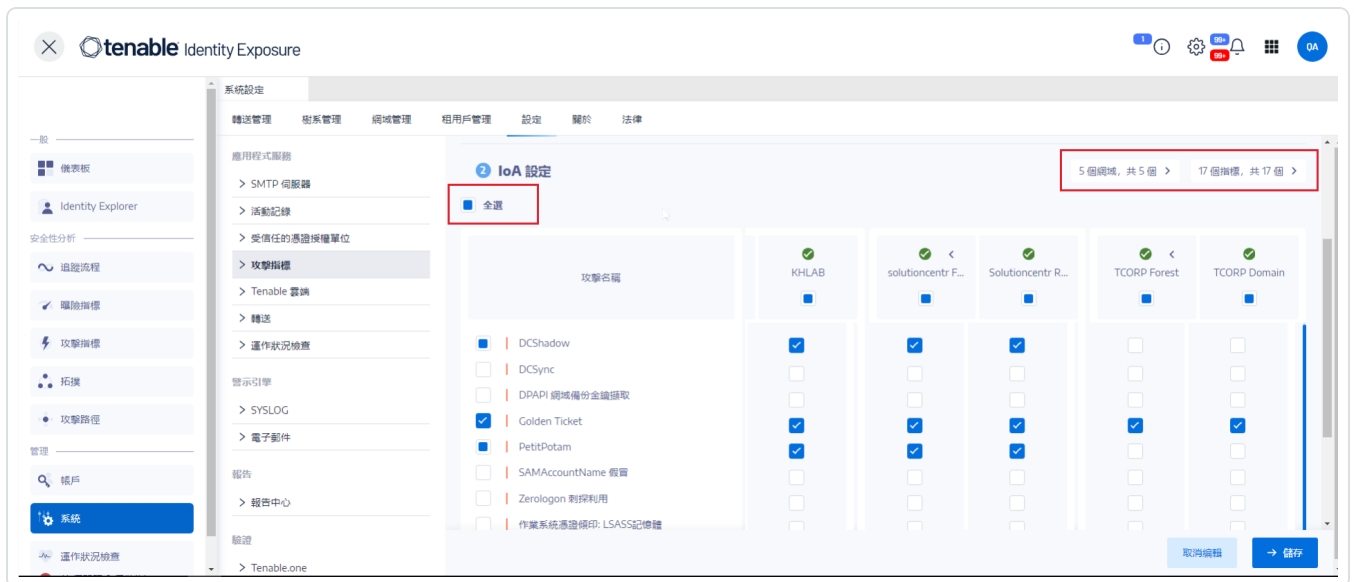 tenable Identity Exposure
1
99+
99+
QA
系統設定
轉送管理 樹系管理 網域管理 租用戶管理 設定 關於 法律
一般
儀表板
Identity Explorer
安全性分析
追蹤流程
曝險指標
攻擊指標
拓撲
攻擊路徑
管理
帳戶
系統
運作狀況檢查
應用程式服務
SMTP 伺服器
活動記錄
受信任的憑證授權單位
攻擊指標
Tenable 雲端
轉送
運作狀況檢查
警示引擎
SYSLOG
電子郵件
報告
報告中心
驗證
Tenable.one
2 IoA 設定
5 個網域，共 5 個
17 個指標，共 17 個
全選
攻擊名稱
KHLAB
solutioncentr F...
Solutioncentr R...
TCORP Forest
TCORP Domain
DCShadow
DCSync
DPAPI 網域備份金鑰擷取
Golden Ticket
PetitPotam
SAMAccountName 假冒
Zerologon 刺探利用
作業系統憑證傾印: LSASS記憶體
取消編輯
儲存